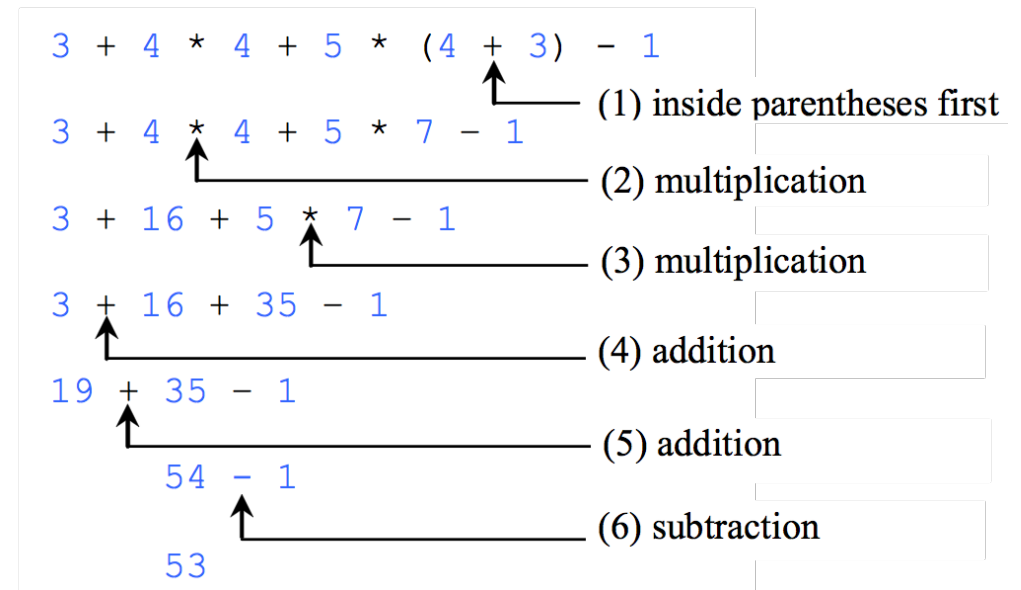 3 + 4 * 4 + 5 * (4 + 3) - 1
(1) inside parentheses first
3 + 4 * 4 + 5 * 7 - 1
(2) multiplication
3 + 16 + 5 * 7 - 1
(3) multiplication
3 + 16 + 35 - 1
(4) addition
19 + 35 - 1
(5) addition
54 - 1
(6) subtraction
53